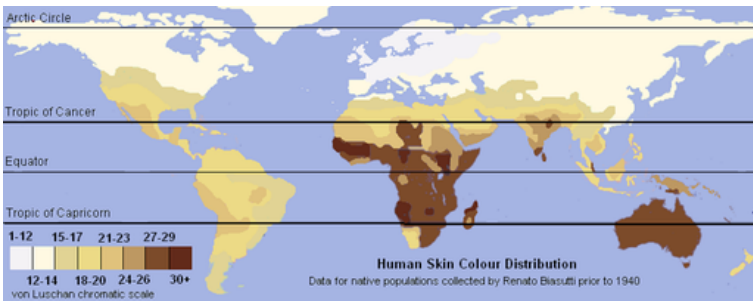 Arctic Circle
Tropic of Cancer
Equator
Tropic of Capricorn
1-12 15-17 21-23 27-29
12-14 18-20 24-26 30+
von Luschan chromatic scale
Human Skin Colour Distribution
Data for native populations collected by Renato Biasutti prior to 1940